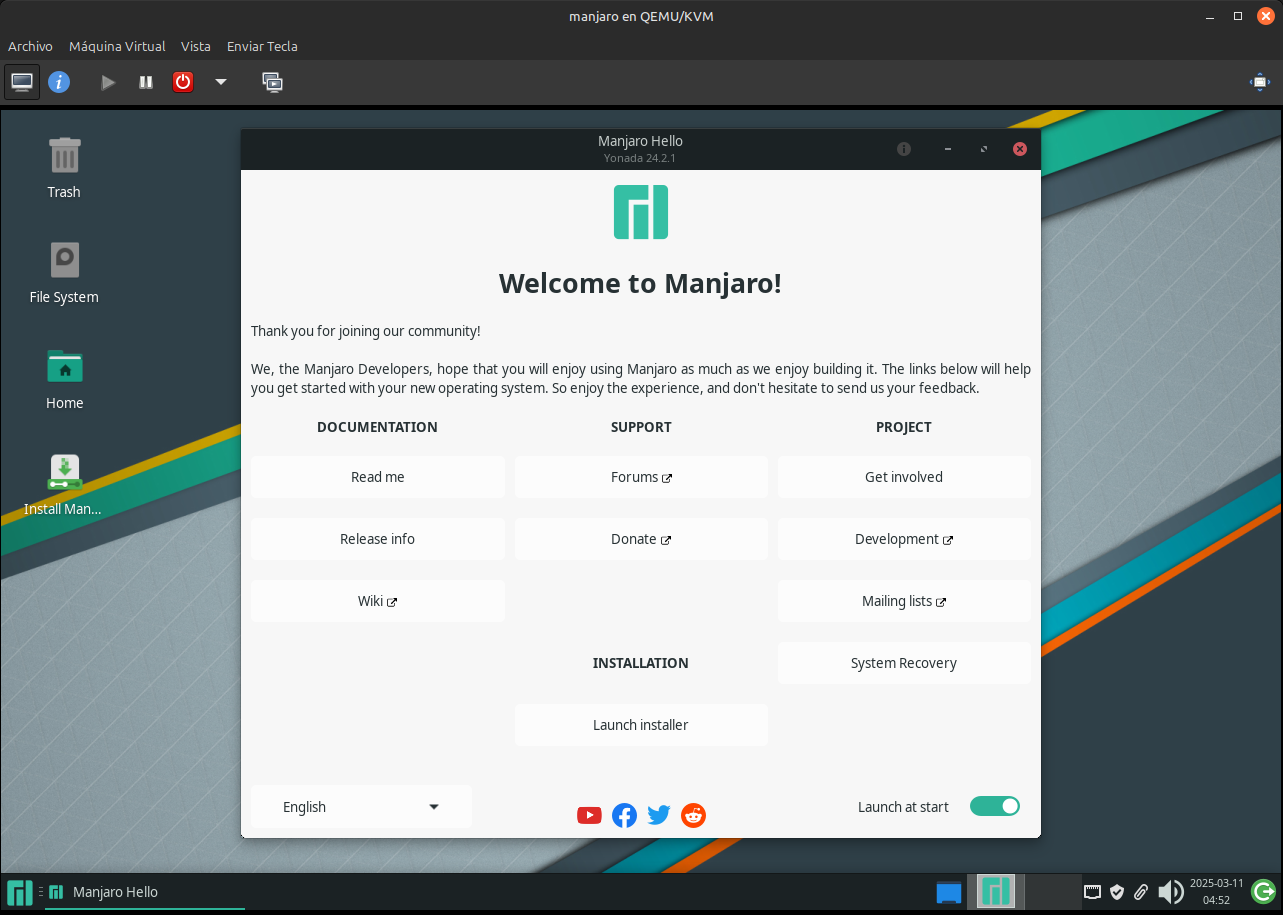 manjaro en QEMU/KVM
Archivo Máquina Virtual Vista Enviar Tecla
Manjaro Hello
Yonada 24.2.1
Trash
File System
Home
Install Man...
Welcome to Manjaro!
Thank you for joining our community!
We, the Manjaro Developers, hope that you will enjoy using Manjaro as much as we enjoy building it. The links below will help
you get started with your new operating system. So enjoy the experience, and don't hesitate to send us your feedback.
DOCUMENTATION SUPPORT PROJECT
Read me Forums Get involved
Release info Donate Development
Wiki Mailing lists
INSTALLATION System Recovery
Launch installer
English Launch at start
Manjaro Hello
2025-03-11
04:52